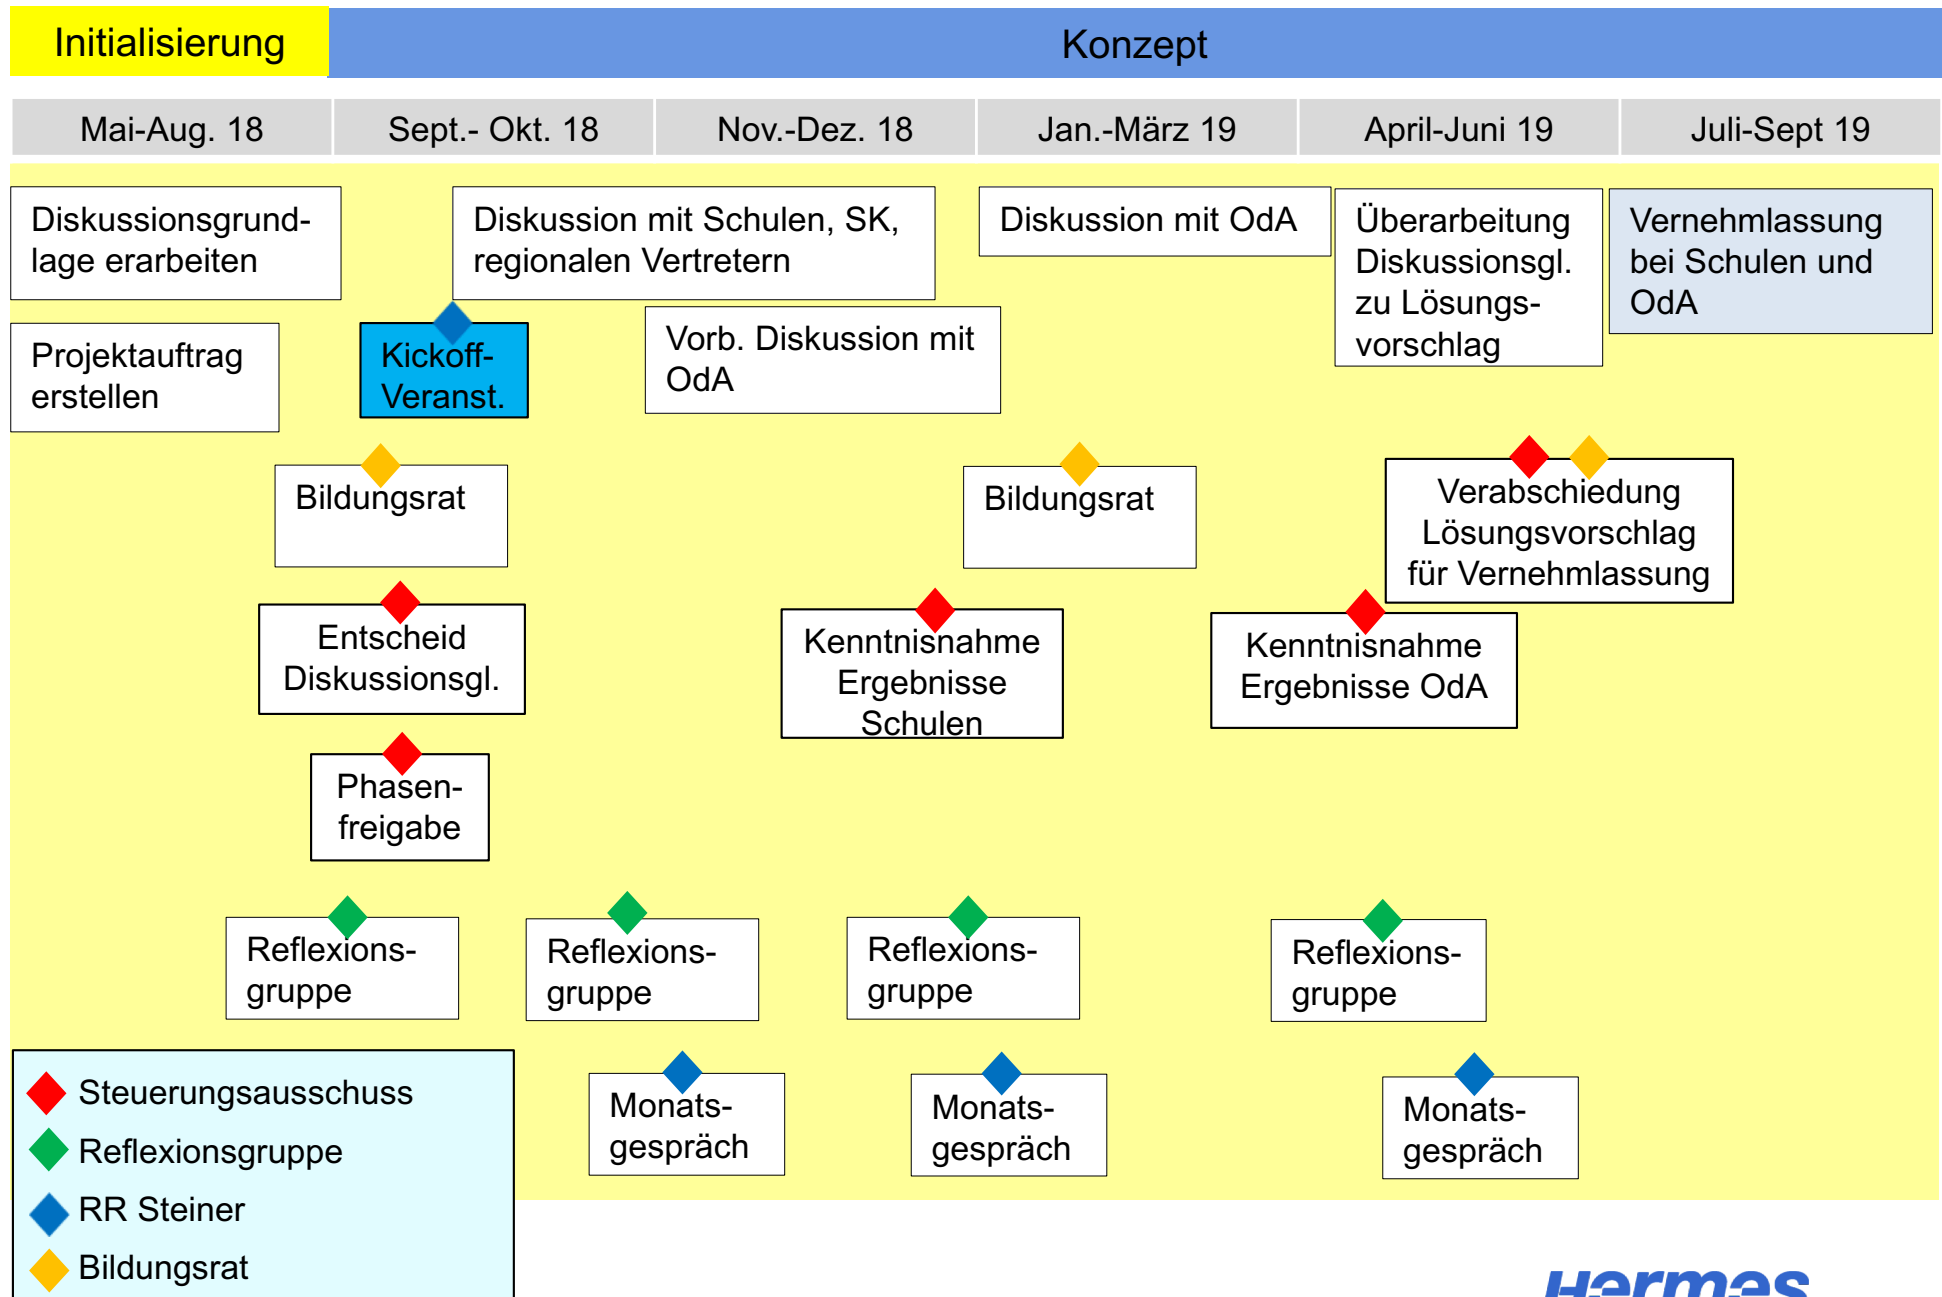 Initialisierung
Konzept
Mai-Aug. 18
Sept.- Okt. 18
Nov.-Dez. 18
Jan.-März 19
April-Juni 19
Juli-Sept 19
Diskussionsgrund-
lage erarbeiten
Diskussion mit Schulen, SK,
regionalen Vertretern
Diskussion mit OdA
Überarbeitung
Diskussionsgl.
zu Lösungs-
vorschlag
Vernehmlassung
bei Schulen und
OdA
Projektauftrag
erstellen
Kickoff-
Veranst.
Vorb. Diskussion mit
OdA
Bildungsrat
Bildungsrat
Verabschiedung
Lösungsvorschlag
für Vernehmlassung
Entscheid
Diskussionsgl.
Kenntnisnahme
Ergebnisse
Schulen
Kenntnisnahme
Ergebnisse OdA
Phasen-
freigabe
Reflexions-
gruppe
Reflexions-
gruppe
Reflexions-
gruppe
Reflexions-
gruppe
Monats-
gespräch
Monats-
gespräch
Monats-
gespräch
Steuerungsausschuss
Reflexionsgruppe
RR Steiner
Bildungsrat
Hermes